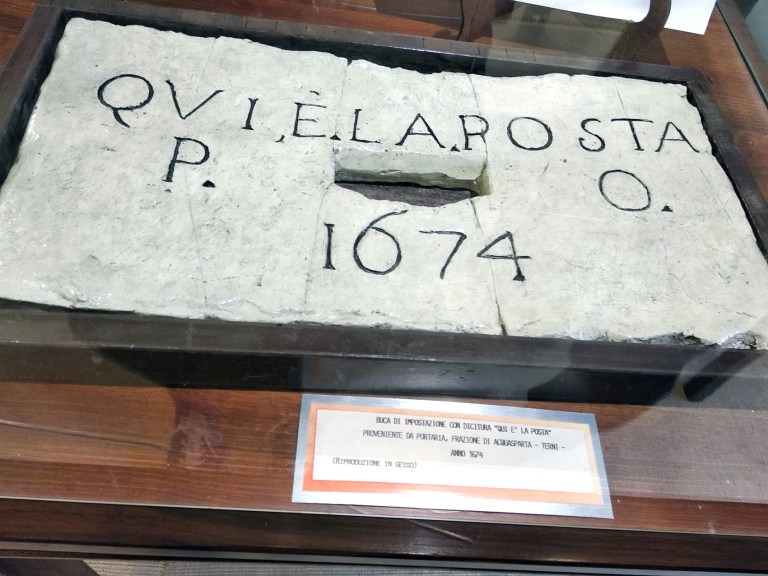 QVI.È.LA.POSTA
P. O.
1674
BUCA DI IMPOSTAZIONE CON DICITURA "QUI E' LA POSTA"
PROVENIENTE DA PORTARIA, FRAZIONE DI ACQUASPARTA - TERNI -
ANNO 1674
(RIPRODUZIONE IN GESSO)